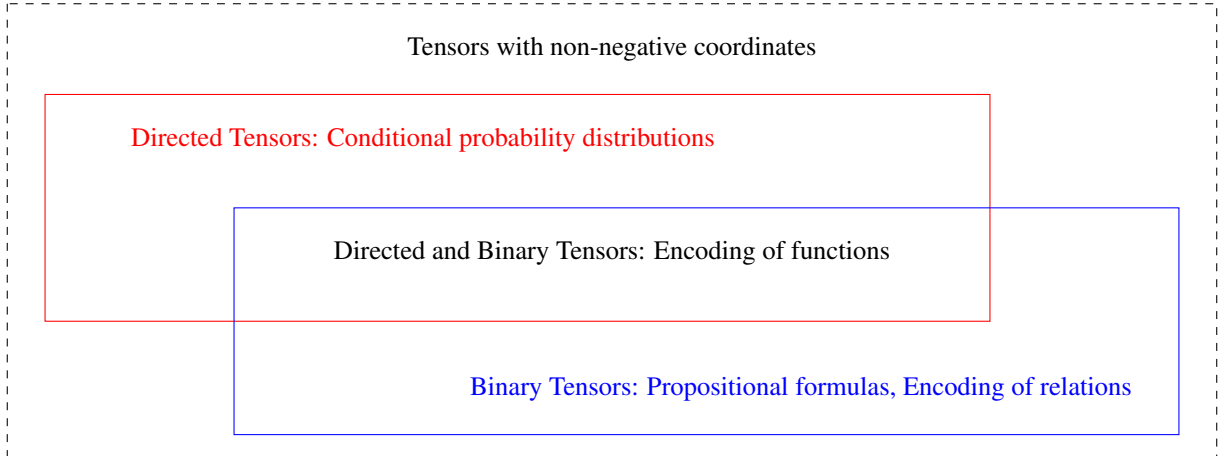 Tensors with non-negative coordinates
Directed Tensors: Conditional probability distributions
Directed and Binary Tensors: Encoding of functions
Binary Tensors: Propositional formulas, Encoding of relations